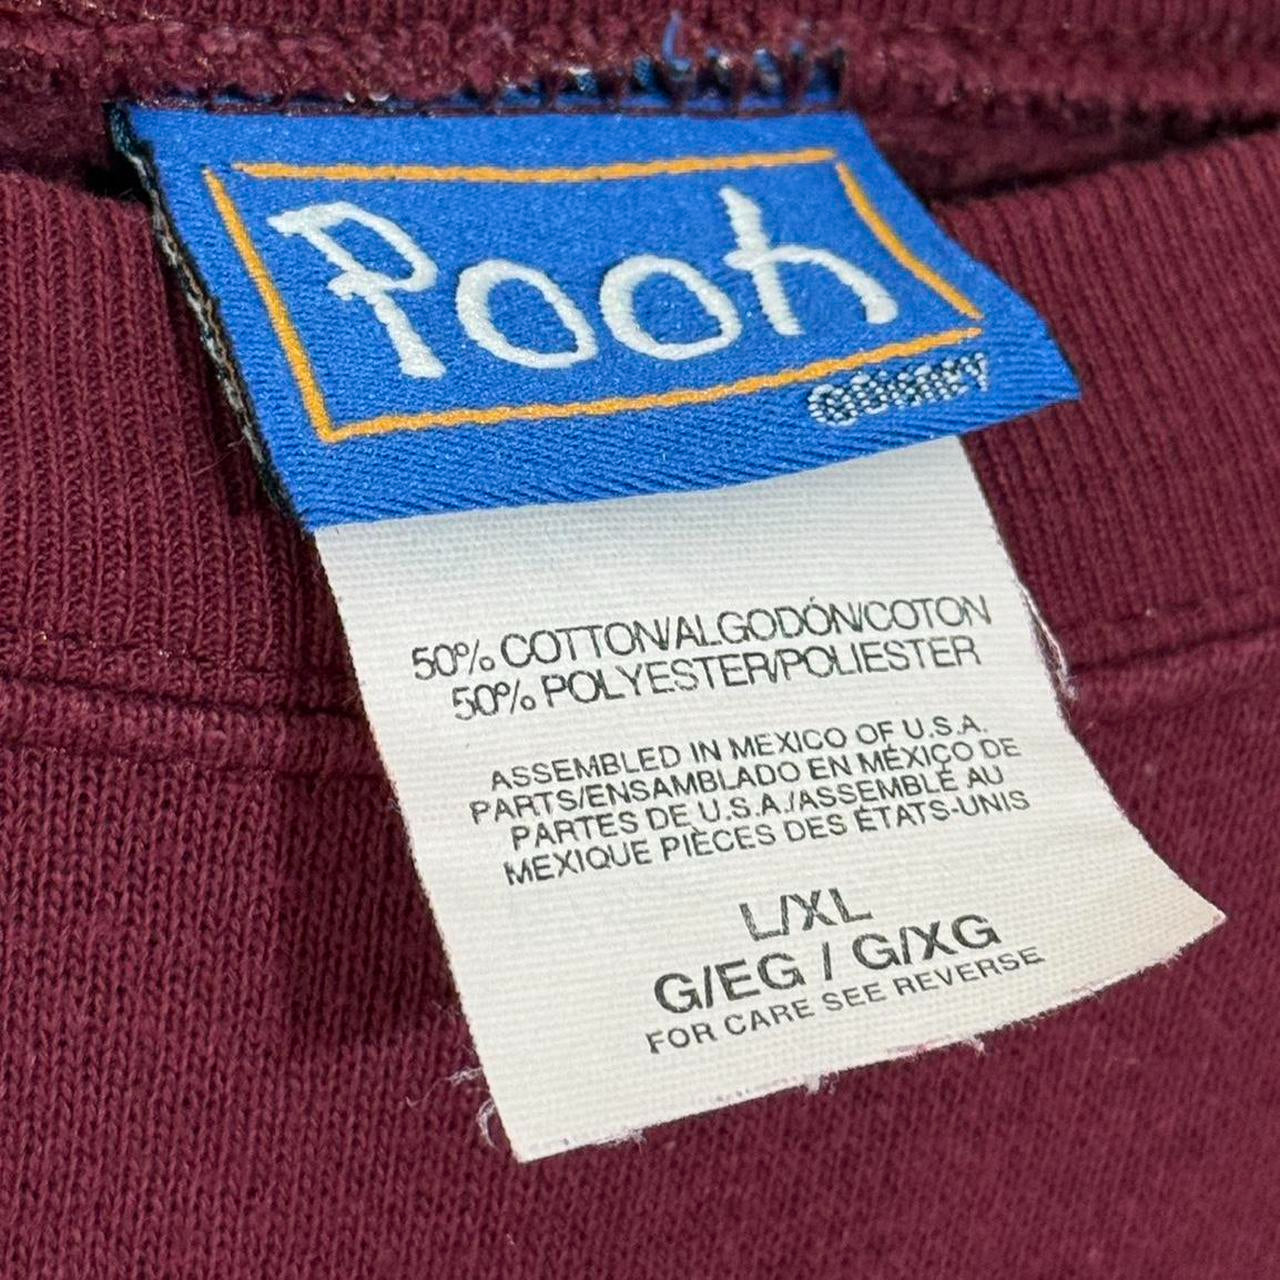 Pooh
50% COTTON/ALGODÓN/COTON
50% POLYESTER/POLIESTER
ASSEMBLED IN MEXICO OF U.S.A.
PARTS/ENSAMBLADO EN MÉXICO DE
PARTES DE U.S.A./ASSEMBLÉ AU
MEXIQUE PIÈCES DES ÉTATS-UNIS
L/XL
G/EG / G/XG
FOR CARE SEE REVERSE